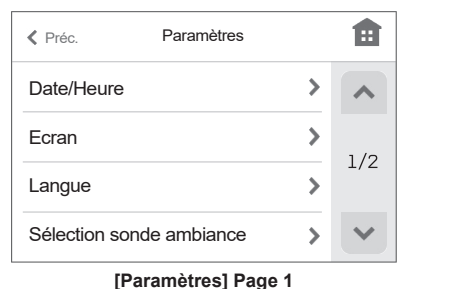 Préc.
Paramètres
Date/Heure
Ecran
Langue
Sélection sonde ambiance
1/2
[Paramètres] Page 1